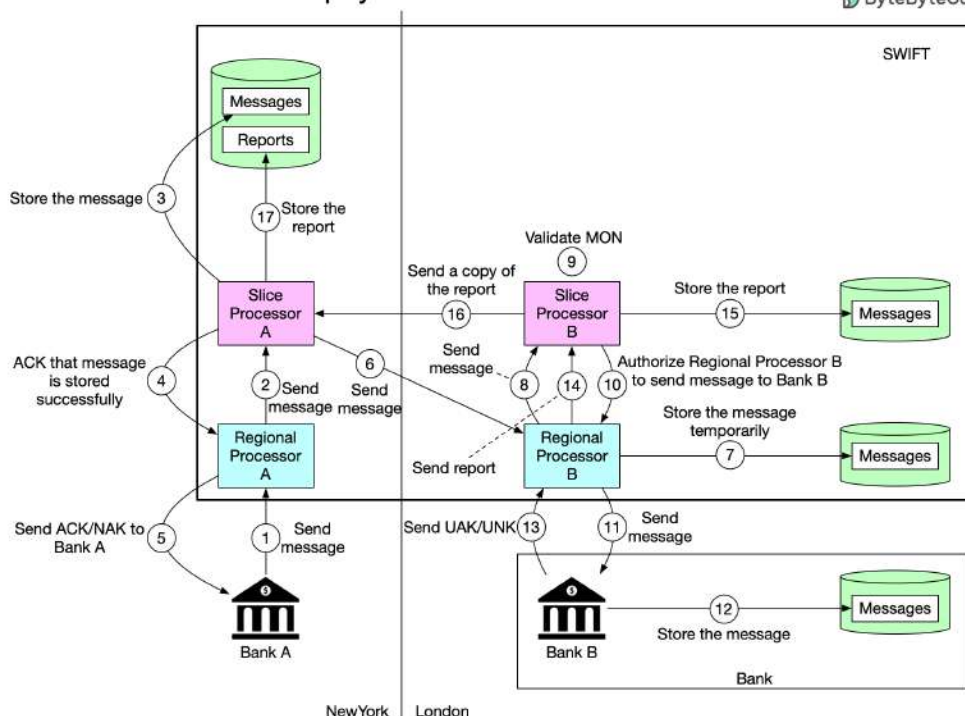 SWIFT
Messages
Reports
Store the message
3
17
Store the
report
Validate MON
9
Slice
Processor
A
Send a copy of
the report
16
Slice
Processor
B
Store the report
15
Messages
ACK that message
is stored
successfully
4
2
Send
message
6
Send
message
Send
message
8
14
10
Authorize Regional Processor B
to send message to Bank B
Store the message
temporarily
7
Messages
Regional
Processor
A
Send report
Regional
Processor
B
Send ACK/NAK to
Bank A
5
1
Send
message
Send UAK/UNK
13
11
Send
message
Bank A
Bank B
12
Store the message
Messages
Bank
NewYork
London